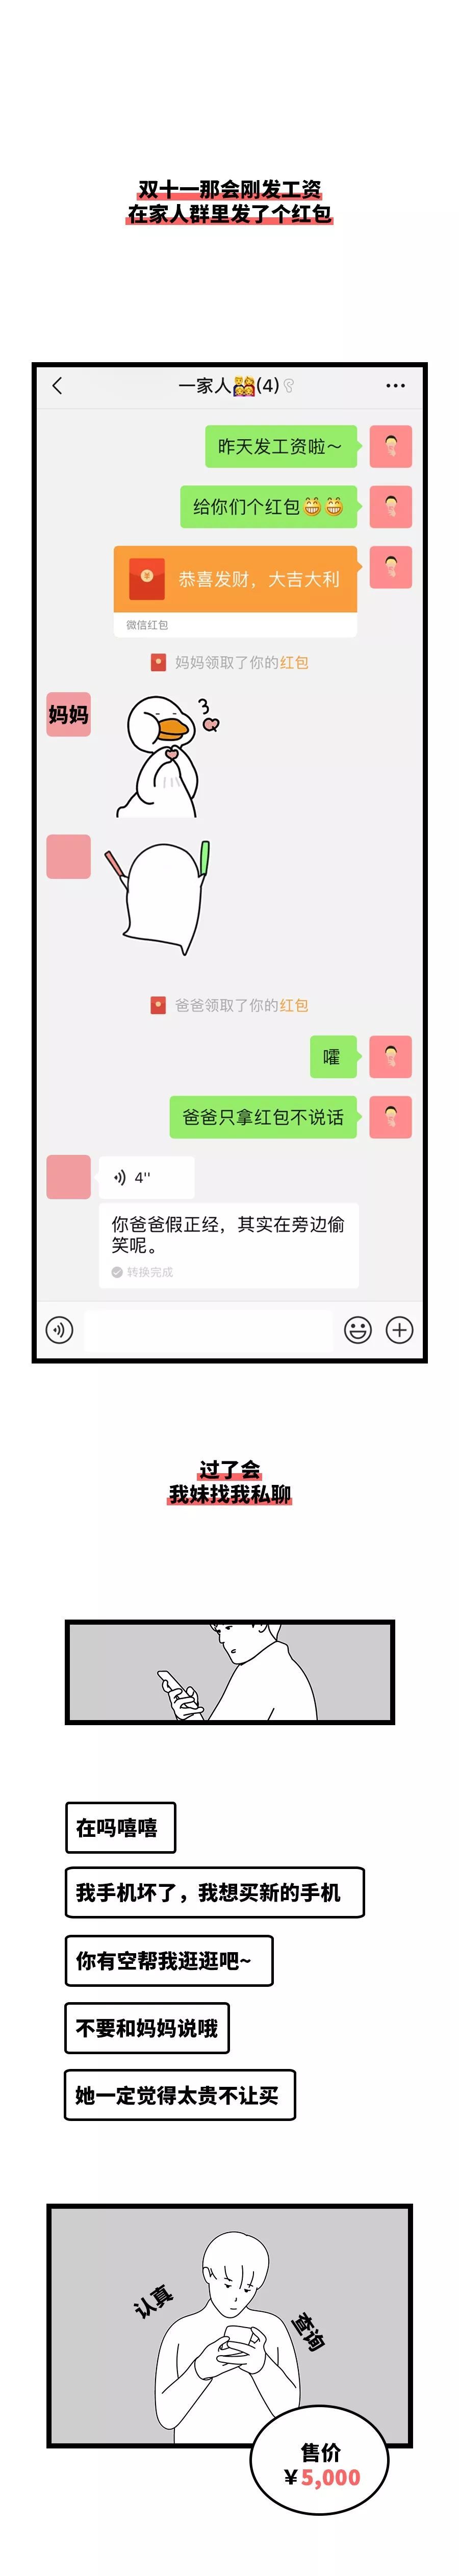 双十一那会刚发工资
在家人群里发了个红包
一家人👨‍👩‍👧‍👦(4)
昨天发工资啦～
给你们个红包😁😁
恭喜发财，大吉大利
微信红包
妈妈领取了你的红包
妈妈
3
爸爸领取了你的红包
嚯
爸爸只拿红包不说话
4"
你爸爸假正经，其实在旁边偷
笑呢。
转换完成
过了会
我妹找我私聊
在吗嘻嘻
我手机坏了，我想买新的手机
你有空帮我逛逛吧~
不要和妈妈说哦
她一定觉得太贵不让买
认真
查询
售价
￥5,000